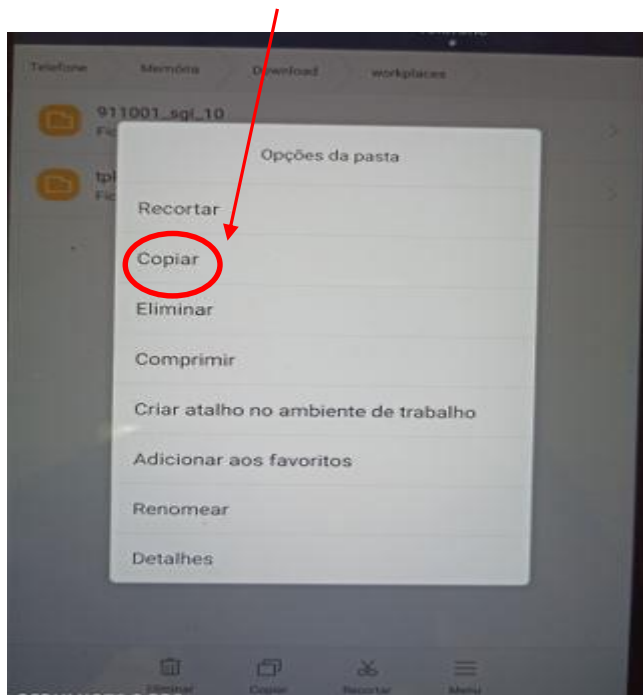 Telefone Memória Download workplaces
911001_sgi_10
Opções da pasta
Recortar
Copiar
Eliminar
Comprimir
Criar atalho no ambiente de trabalho
Adicionar aos favoritos
Renomear
Detalhes
Eliminar Copiar Recortar Menu